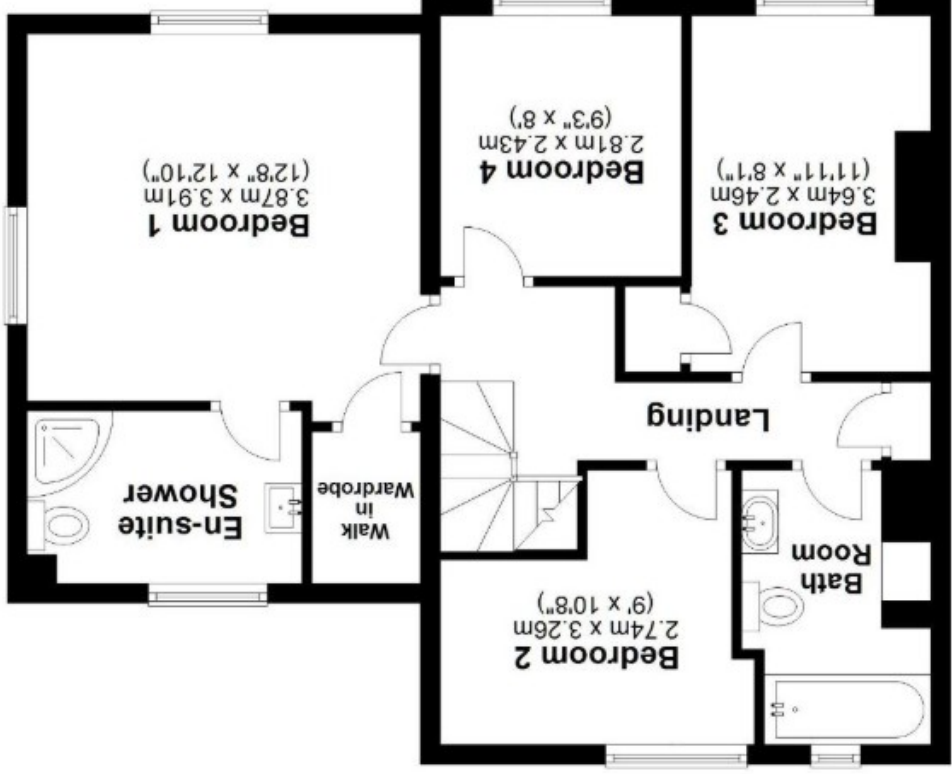 Bedroom 2
2.74m x 3.26m
(9' x 10'8")
Bath
Room
Walk
in
Wardrobe
En-suite
Shower
Landing
Bedroom 3
3.64m x 2.46m
(11'11" x 8'1")
Bedroom 4
2.81m x 2.43m
(9'3" x 8')
Bedroom 1
3.87m x 3.91m
(12'8" x 12'10")